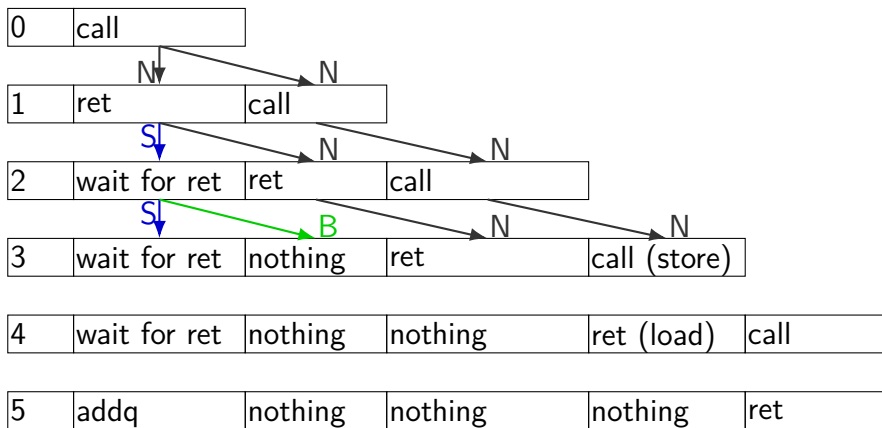 0 call
N N
1 ret call
S N N
2 wait for ret ret call
S B N N
3 wait for ret nothing ret call (store)
4 wait for ret nothing nothing ret (load) call
5 addq nothing nothing nothing ret